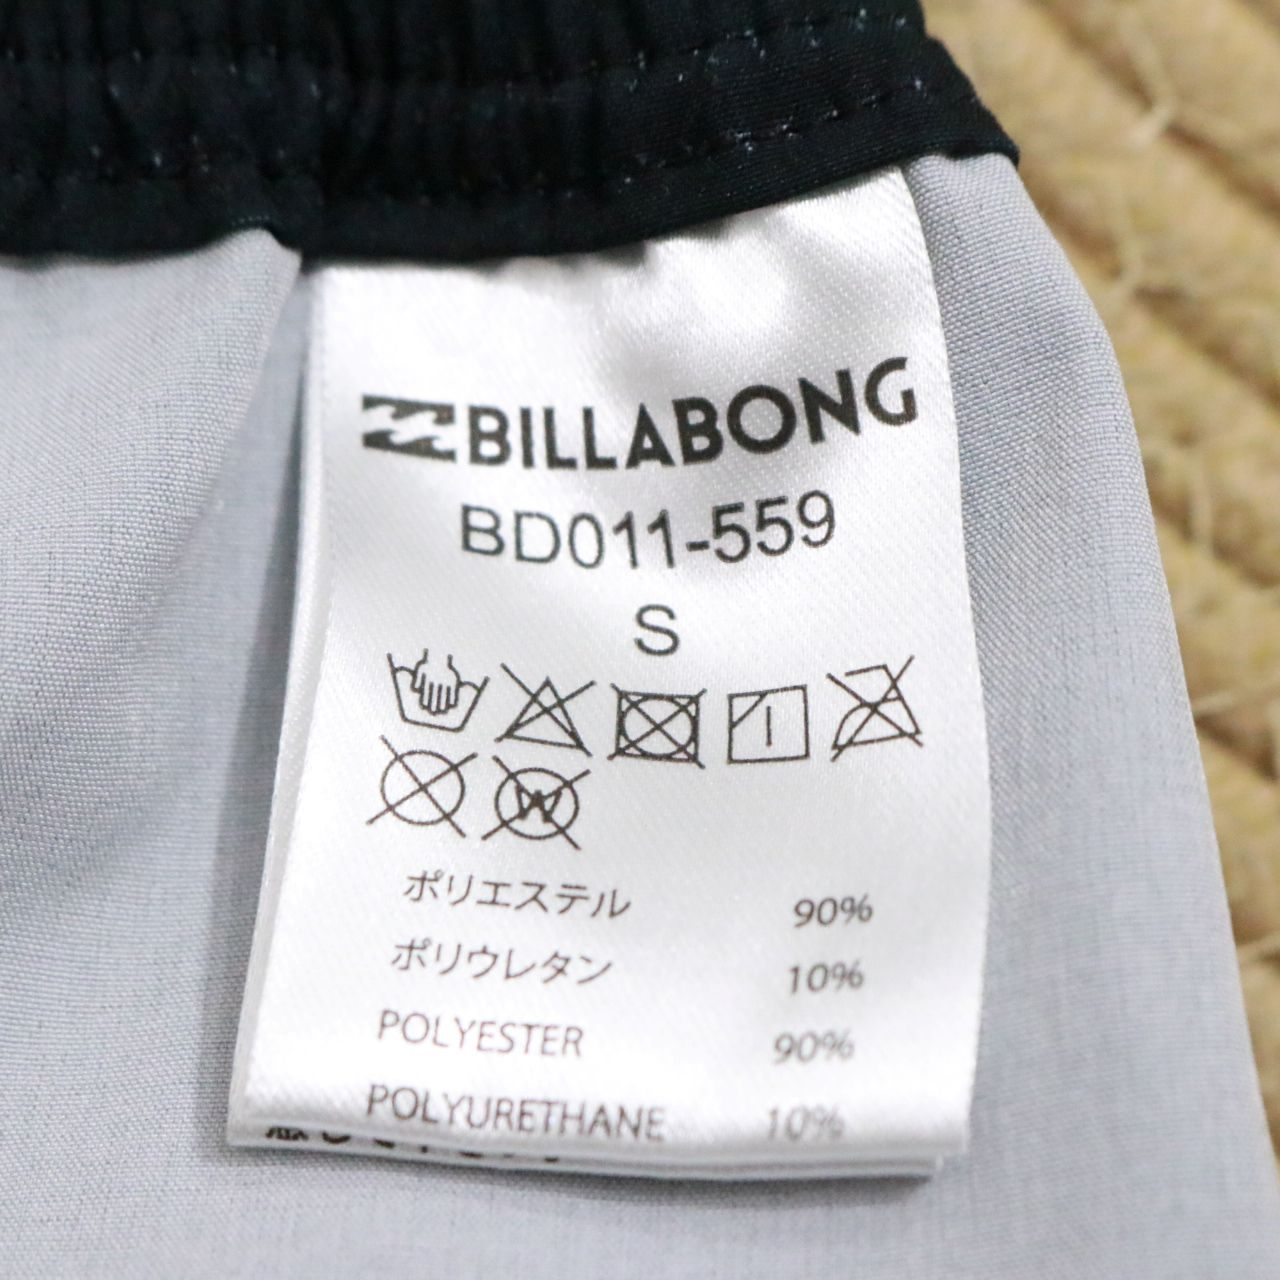 BILLABONG
BD011-559
S
W
ポリエステル 90%
ポリウレタン 10%
POLYESTER 90%
POLYURETHANE 10%